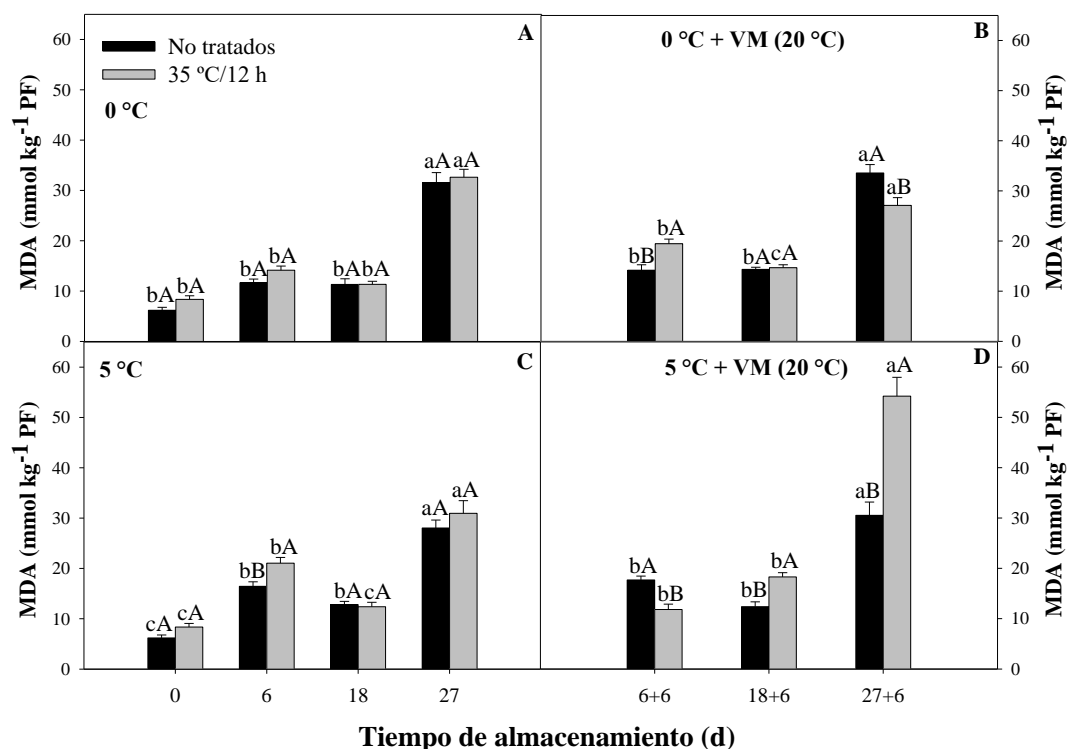 A
No tratados
35 ºC/12 h
0 °C
60
50
40
30
20
10
0
MDA (mmol kg-1 PF)
bA bA bA bA bA bA aA aA
B
0 °C + VM (20 °C)
60
50
40
30
20
10
0
MDA (mmol kg-1 PF)
bB bA bA cA aA aB
C
5 °C
60
50
40
30
20
10
0
MDA (mmol kg-1 PF)
cA cA bB bA bA cA aA aA
0 6 18 27
D
5 °C + VM (20 °C)
60
50
40
30
20
10
0
MDA (mmol kg-1 PF)
bA bB bB bA aB aA
6+6 18+6 27+6
Tiempo de almacenamiento (d)